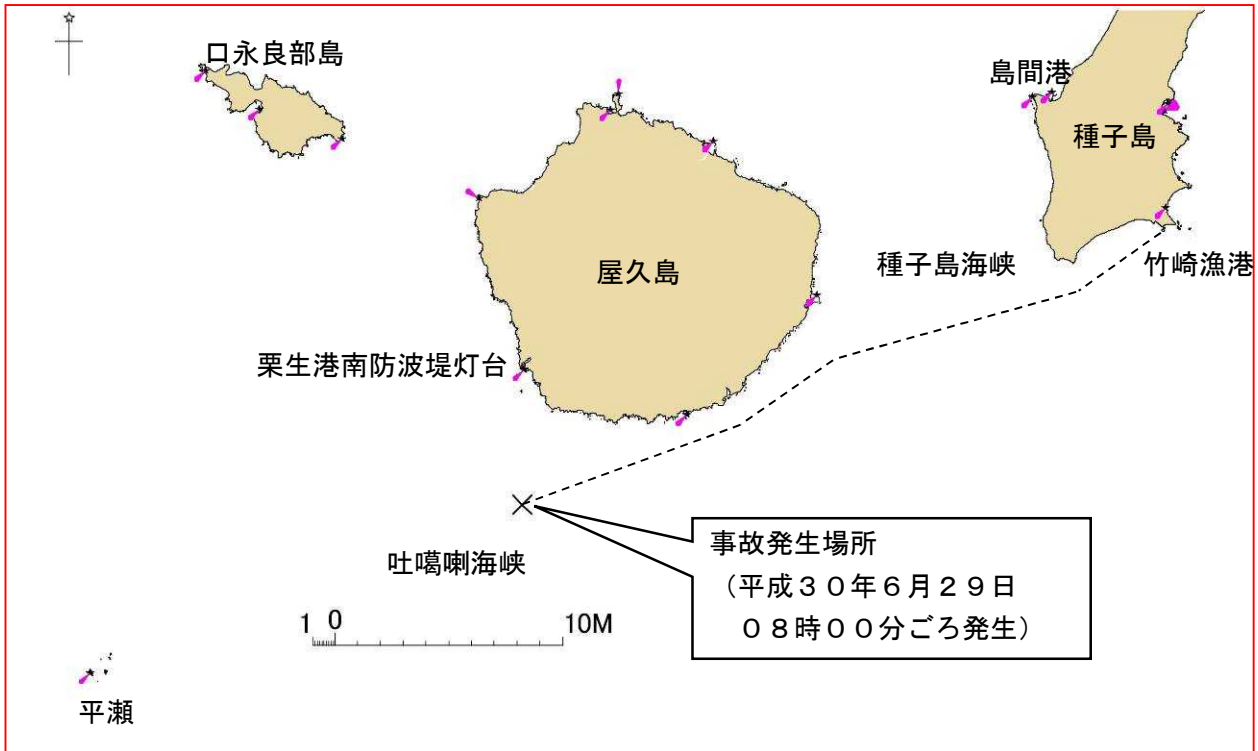 口永良部島
島間港
種子島
屋久島
種子島海峡
竹崎漁港
栗生港南防波堤灯台
事故発生場所
（平成３０年６月２９日
０８時００分ごろ発生）
吐噶喇海峡
1 0 10M
平瀬